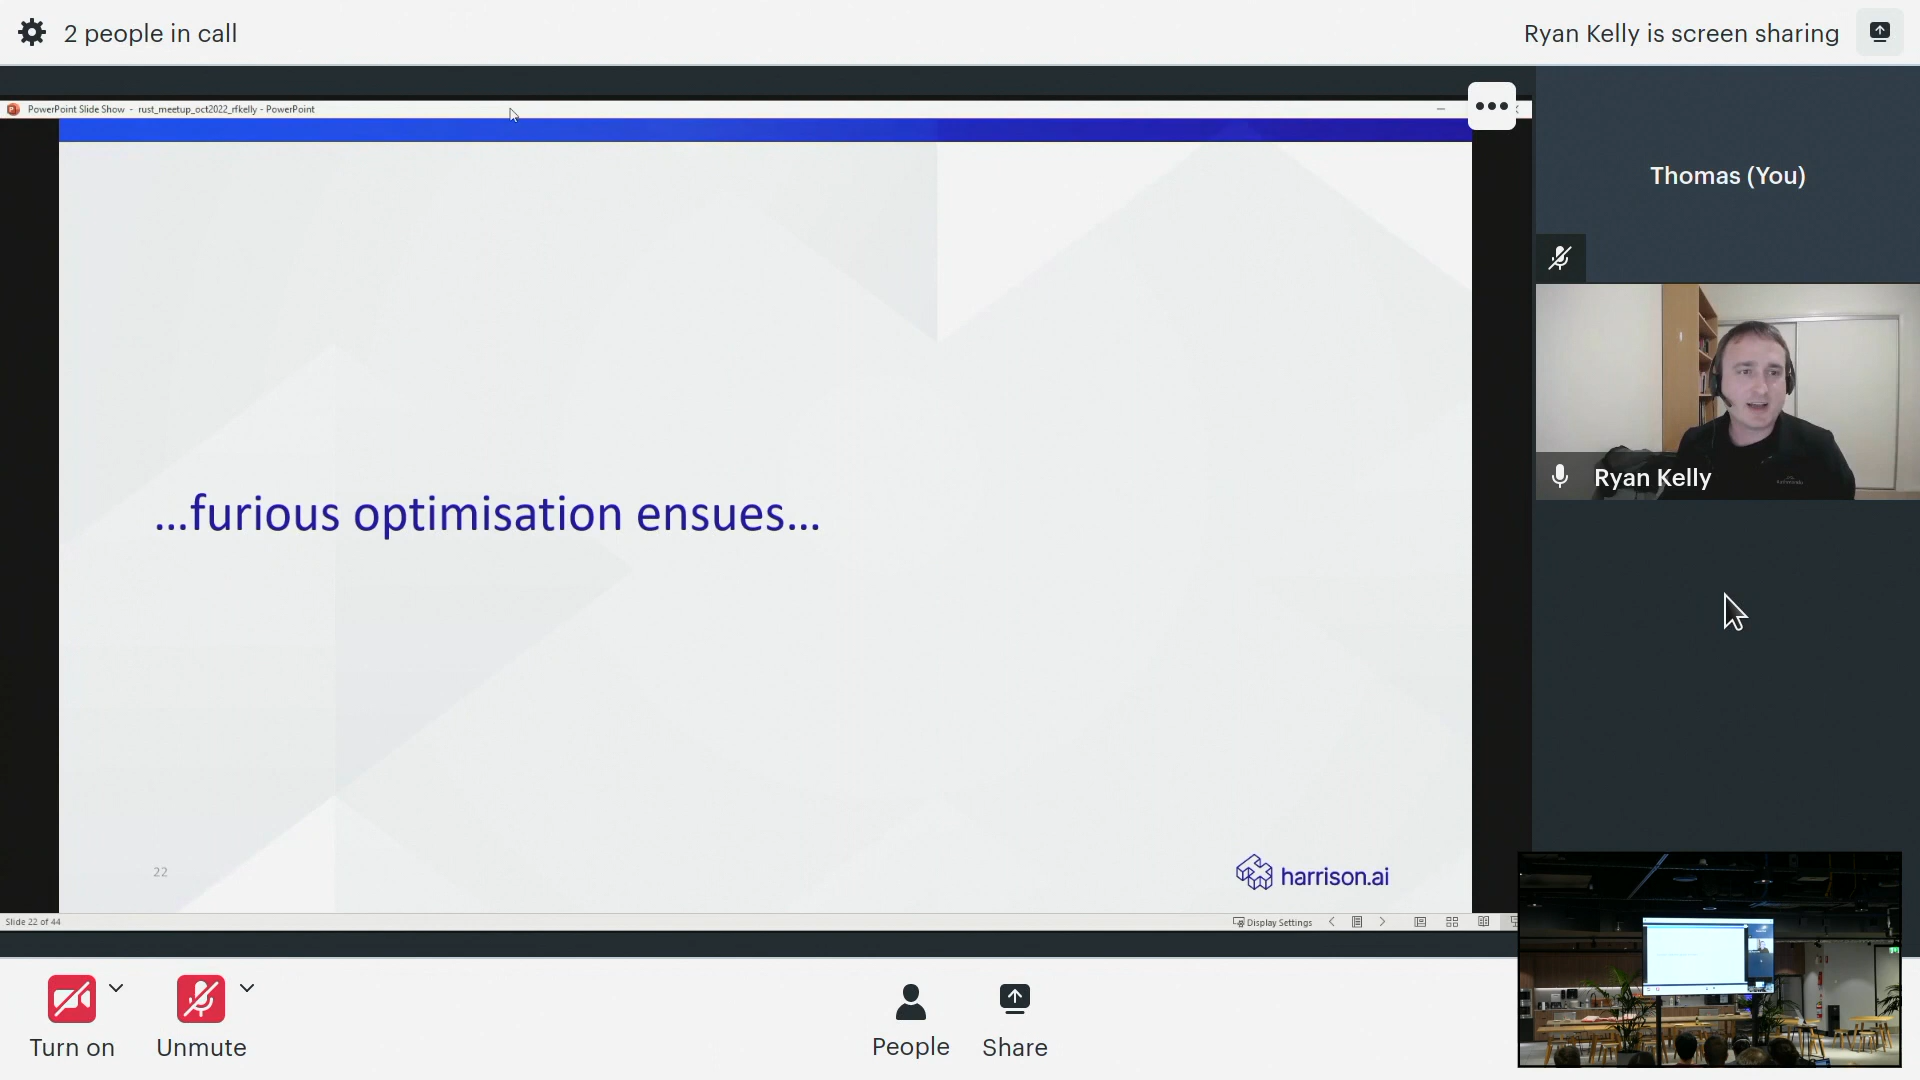 2 people in call
Ryan Kelly is screen sharing
PowerPoint Slide Show - rust_meetup_oct2022_rfkelly - PowerPoint
Thomas (You)
Ryan Kelly
...furious optimisation ensues...
22
harrison.ai
Slide 22 of 44
Display Settings
Turn on
Unmute
People
Share